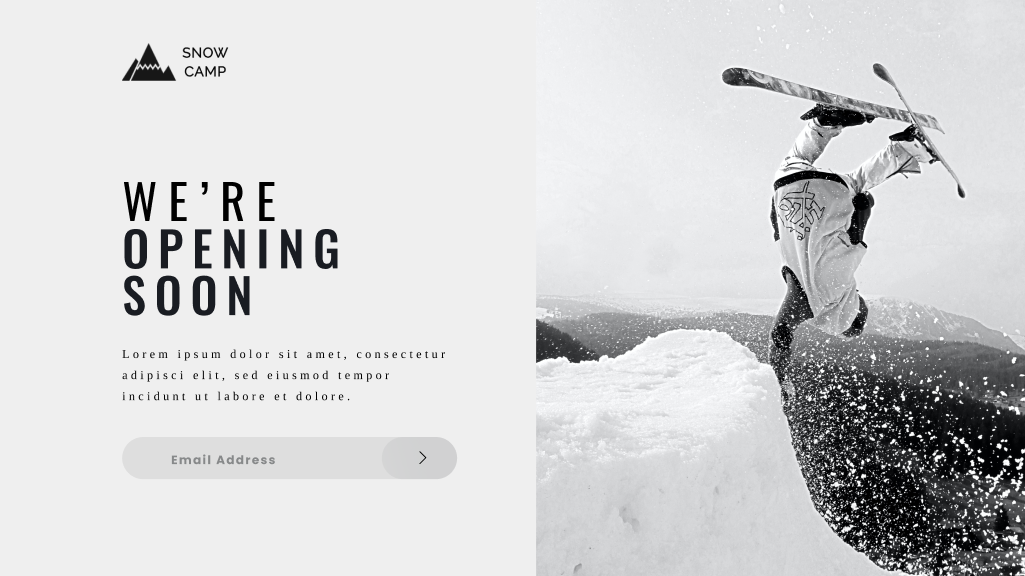 SNOW
CAMP
WE’RE
OPENING
SOON
Lorem ipsum dolor sit amet, consectetur
adipisci elit, sed eiusmod tempor
incidunt ut labore et dolore.
Email Address